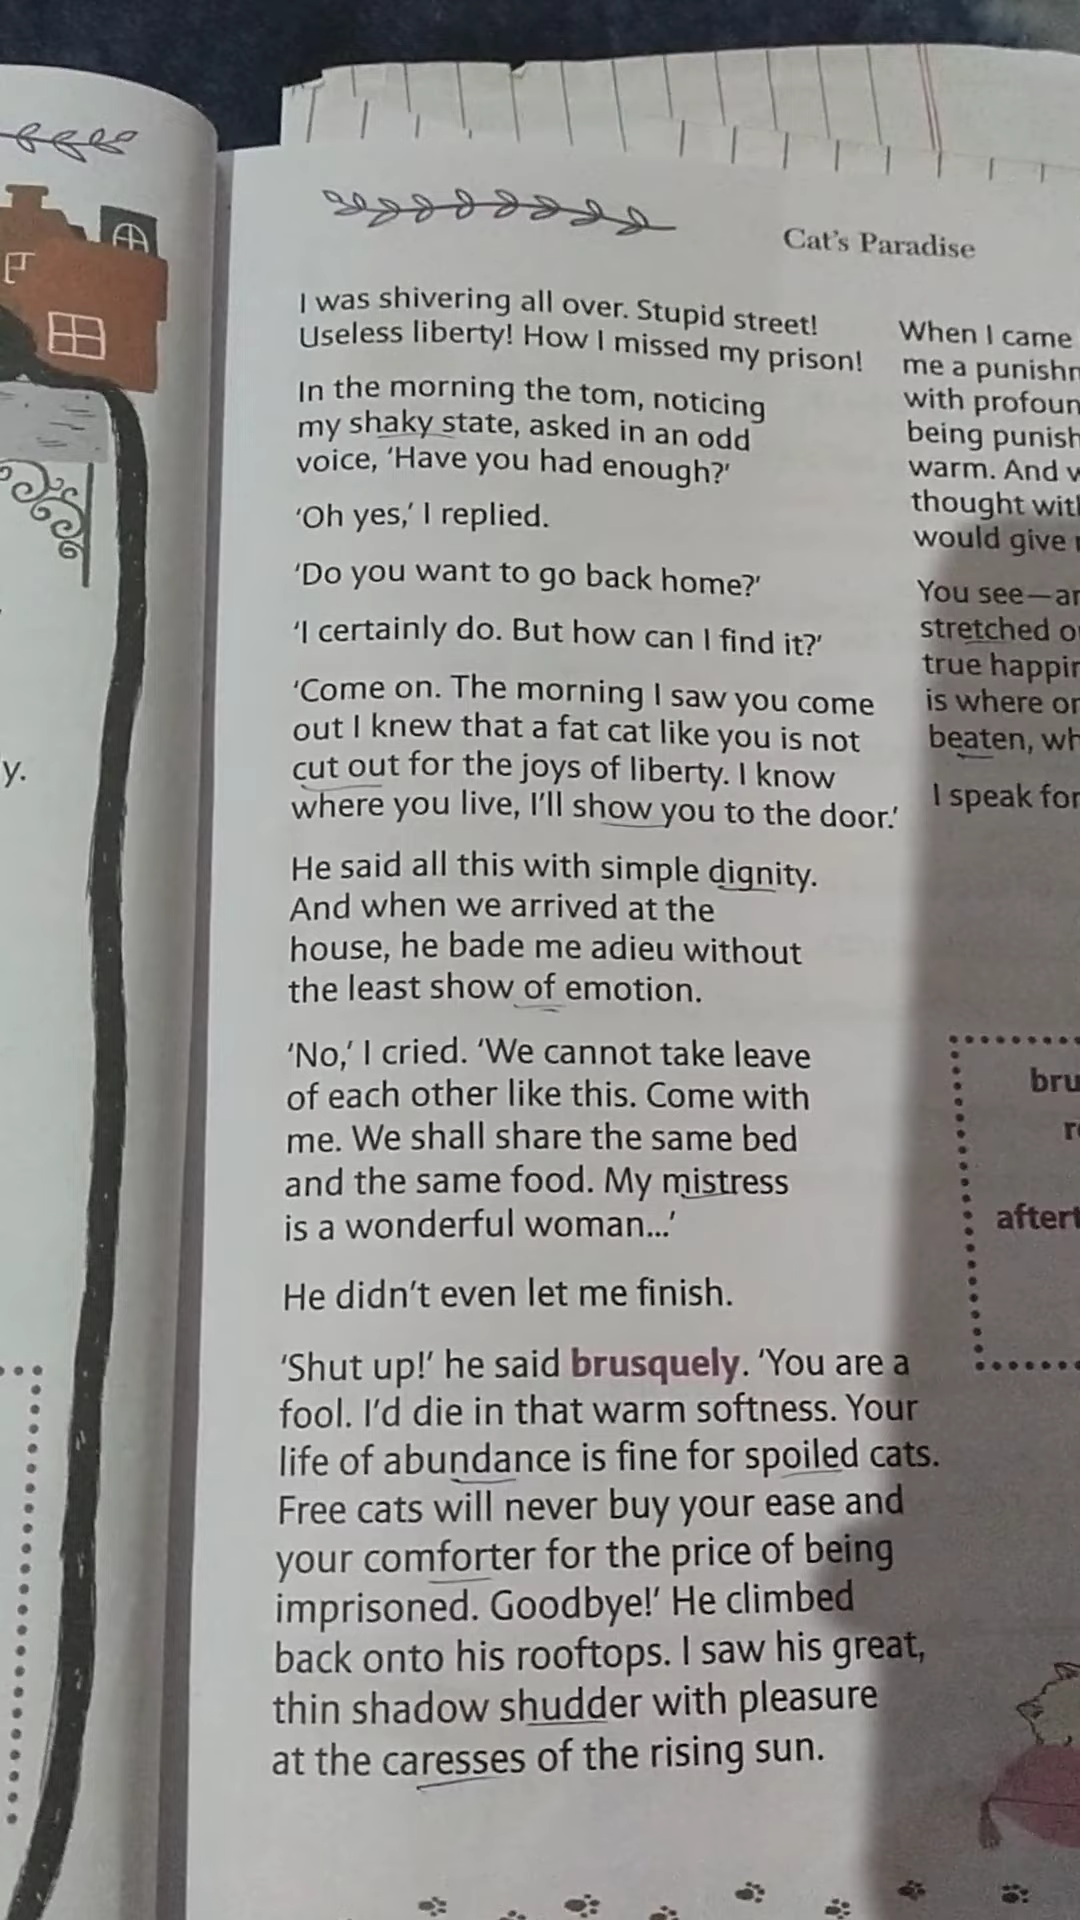 Cat's Paradise
I was shivering all over. Stupid street!
Useless liberty! How I missed my prison!
In the morning the tom, noticing
my shaky state, asked in an odd
voice, 'Have you had enough?'
'Oh yes,' I replied.
'Do you want to go back home?'
'I certainly do. But how can I find it?'
'Come on. The morning I saw you come
out I knew that a fat cat like you is not
cut out for the joys of liberty. I know
where you live, I'll show you to the door.'
He said all this with simple dignity.
And when we arrived at the
house, he bade me adieu without
the least show of emotion.
'No,' I cried. 'We cannot take leave
of each other like this. Come with
me. We shall share the same bed
and the same food. My mistress
is a wonderful woman...'
He didn't even let me finish.
'Shut up!' he said brusquely. 'You are a
fool. I'd die in that warm softness. Your
life of abundance is fine for spoiled cats.
Free cats will never buy your ease and
your comforter for the price of being
imprisoned. Goodbye!' He climbed
back onto his rooftops. I saw his great,
thin shadow shudder with pleasure
at the caresses of the rising sun.
When I came
me a
with
being
warm. And
thought
would give
You see—
stretched
true
is where
beaten,
I speak for
y.